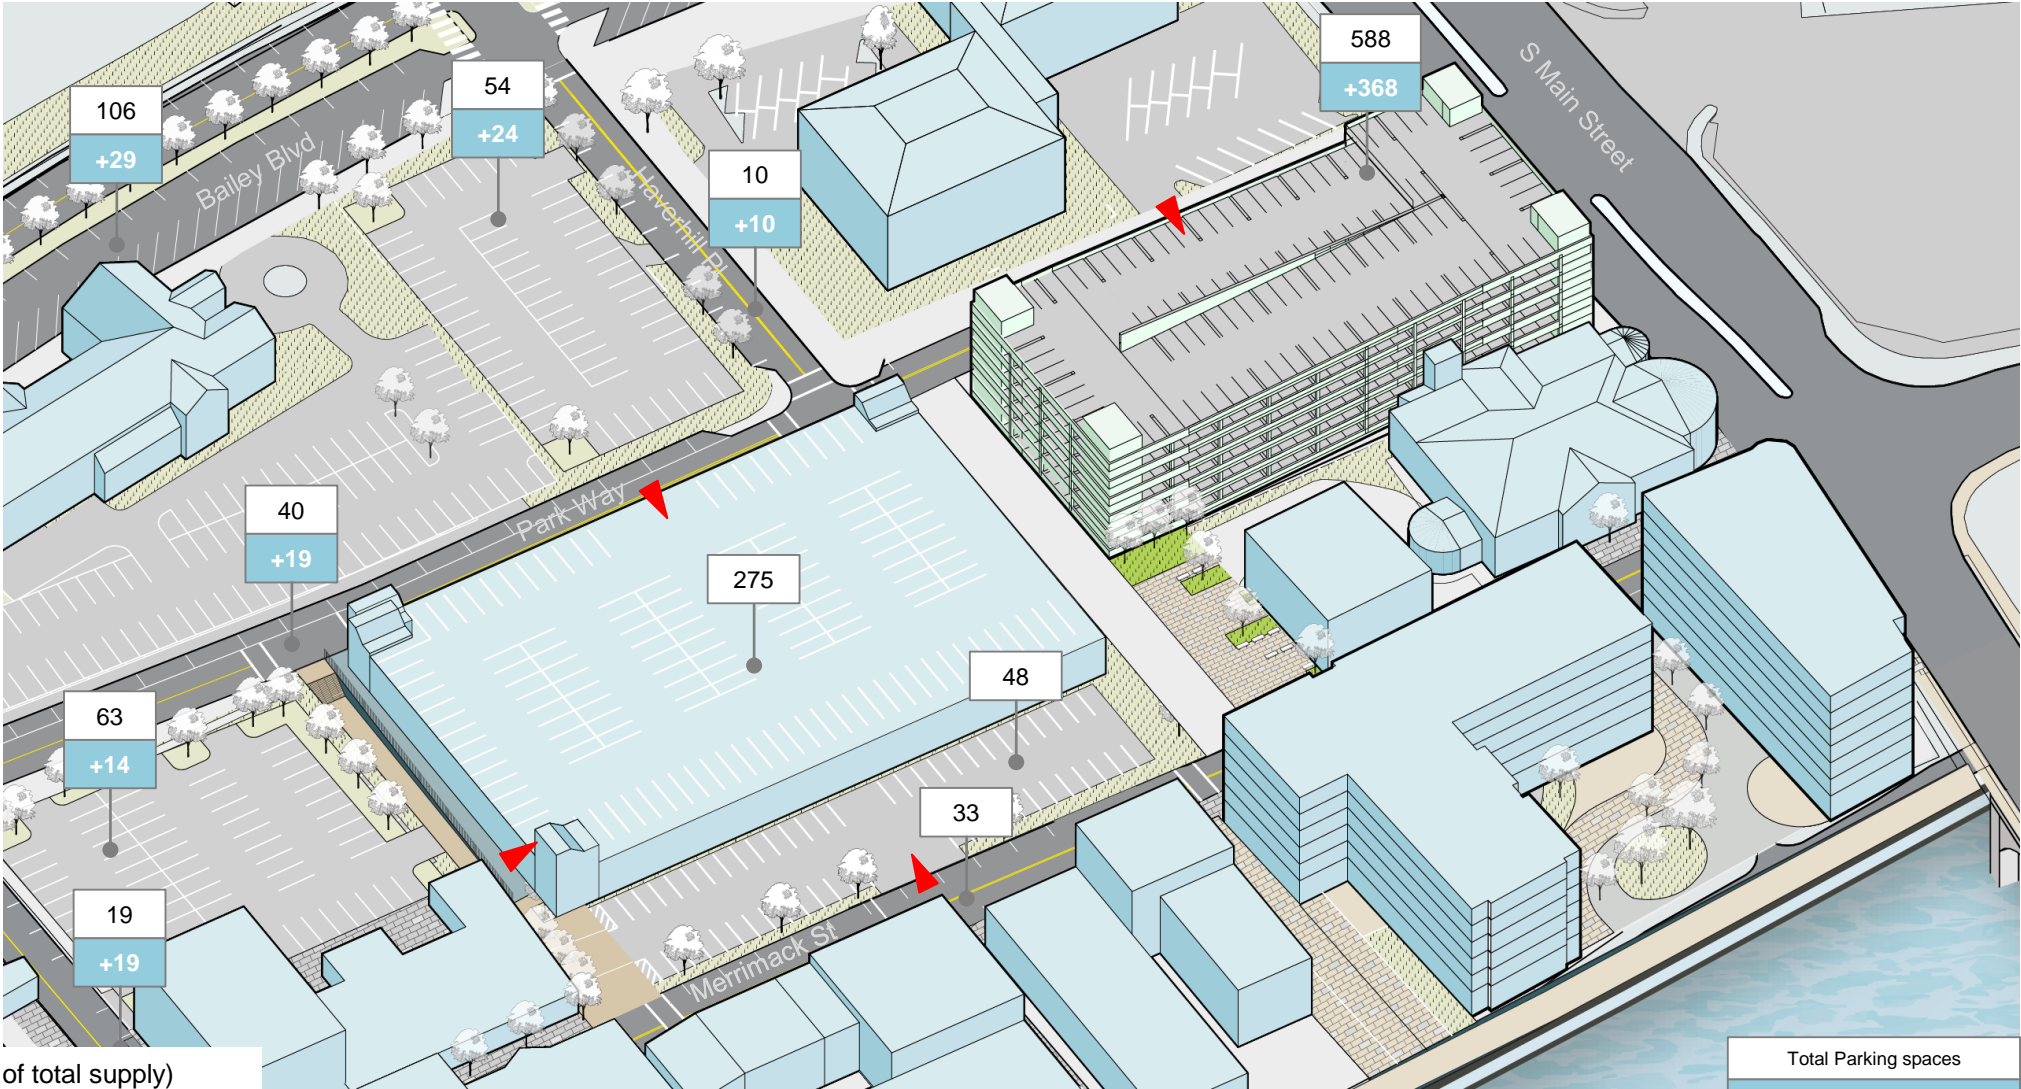 588
+368
S Main Street
54
+24
106
+29
Bailey Blvd
10
+10
Haverhill Pl
40
+19
Park Way
275
48
63
+14
33
19
+19
Merrimack St
of total supply)
Total Parking spaces